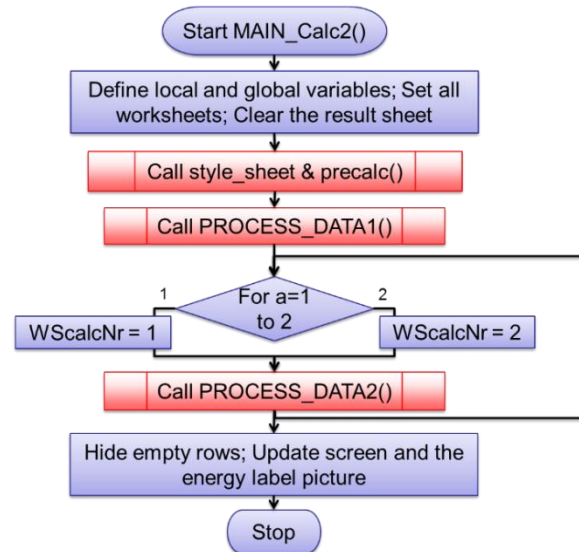 Start MAIN_Calc2()
Define local and global variables; Set all
worksheets; Clear the result sheet
Call style_sheet & precalc()
Call PROCESS_DATA1()
1
For a=1
to 2
2
WScalcNr = 1
WScalcNr = 2
Call PROCESS_DATA2()
Hide empty rows; Update screen and the
energy label picture
Stop